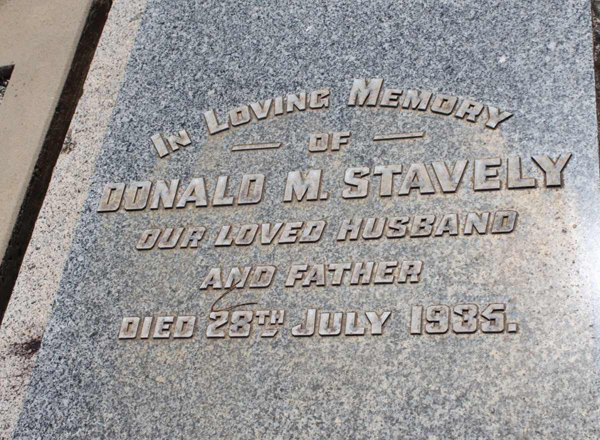 In Loving Memory
OF
DONALD M. STAVELY
OUR LOVED HUSBAND
AND FATHER
DIED 28TH JULY 1935.